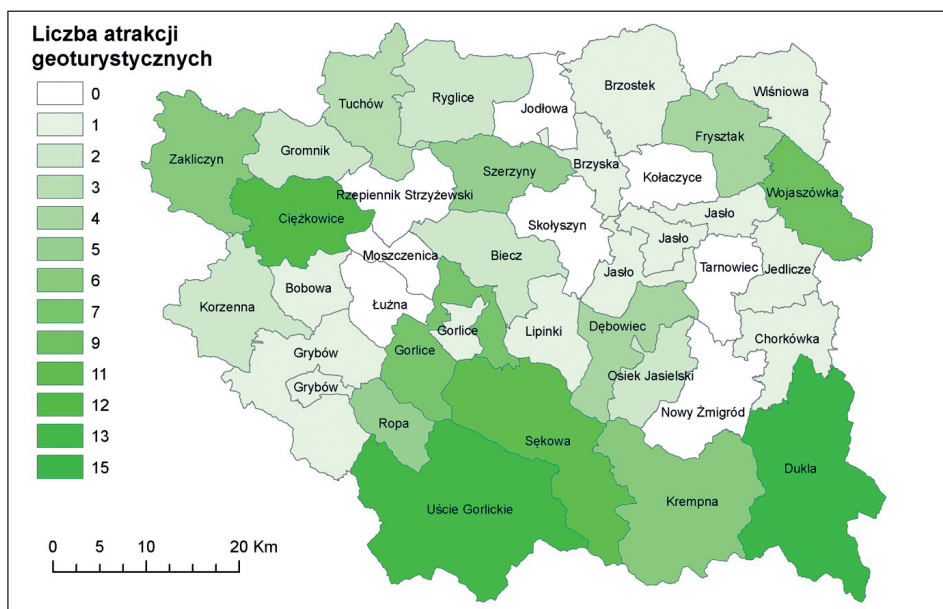 Liczba atrakcji
geoturystycznych
0
1
2
3
4
5
6
7
9
11
12
13
15
0 5 10 20 Km
Tuchów
Ryglice
Jodłowa
Brzostek
Wiśniowa
Frysztak
Zakliczyn
Gromnik
Szerzyny
Brzyska
Kołaczyce
Wojaszówka
Rzepiennik Strzyżewski
Ciężkowice
Skołyszyn
Jasło
Jasło
Jasło
Moszczenica
Biecz
Tarnowiec
Jedlicze
Korzenna
Bobowa
Łużna
Gorlice
Lipinki
Dębowiec
Chorkówka
Grybów
Gorlice
Grybów
Osiek Jasielski
Nowy Żmigród
Ropa
Sękowa
Dukla
Krempna
Uście Gorlickie